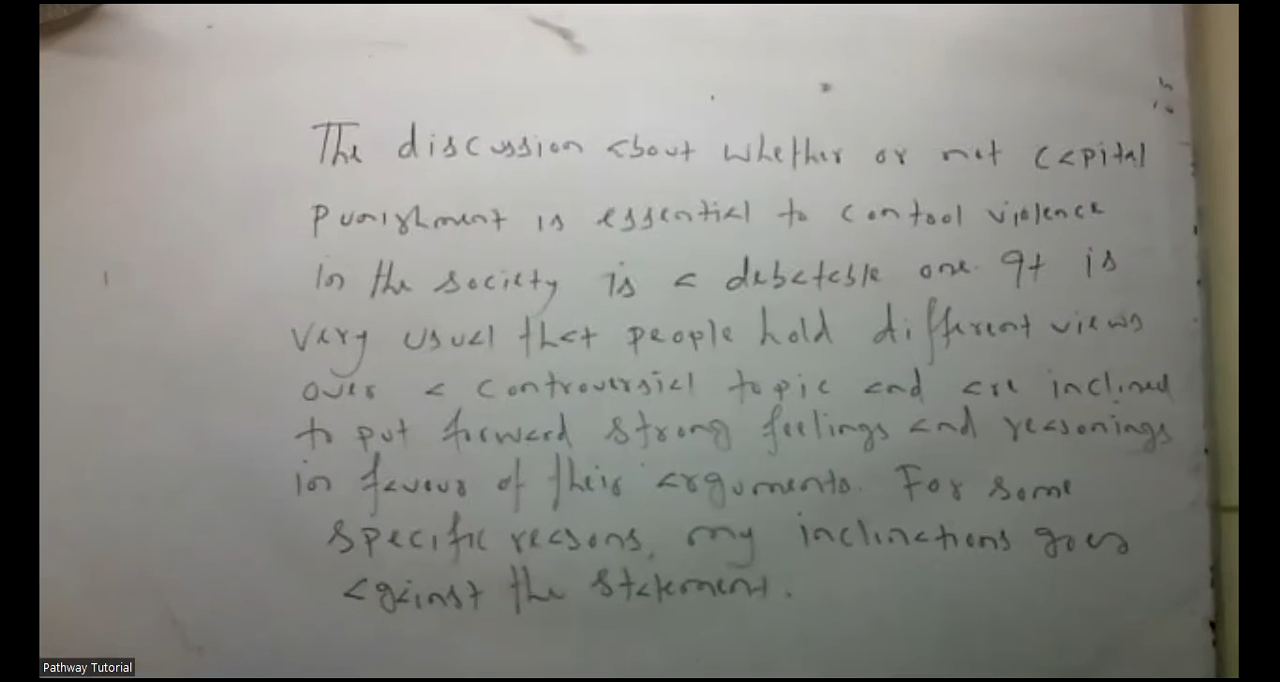 The discussion about whether or not capital
punishment is essential to contool violence
in the society is a debatable one. It is
very usual that people hold different views
over a controversial topic and are inclined
to put forward strong feelings and reasonings
in favour of their arguments. For some
specific reasons, my inclinations goes
against the statement.
Pathway Tutorial